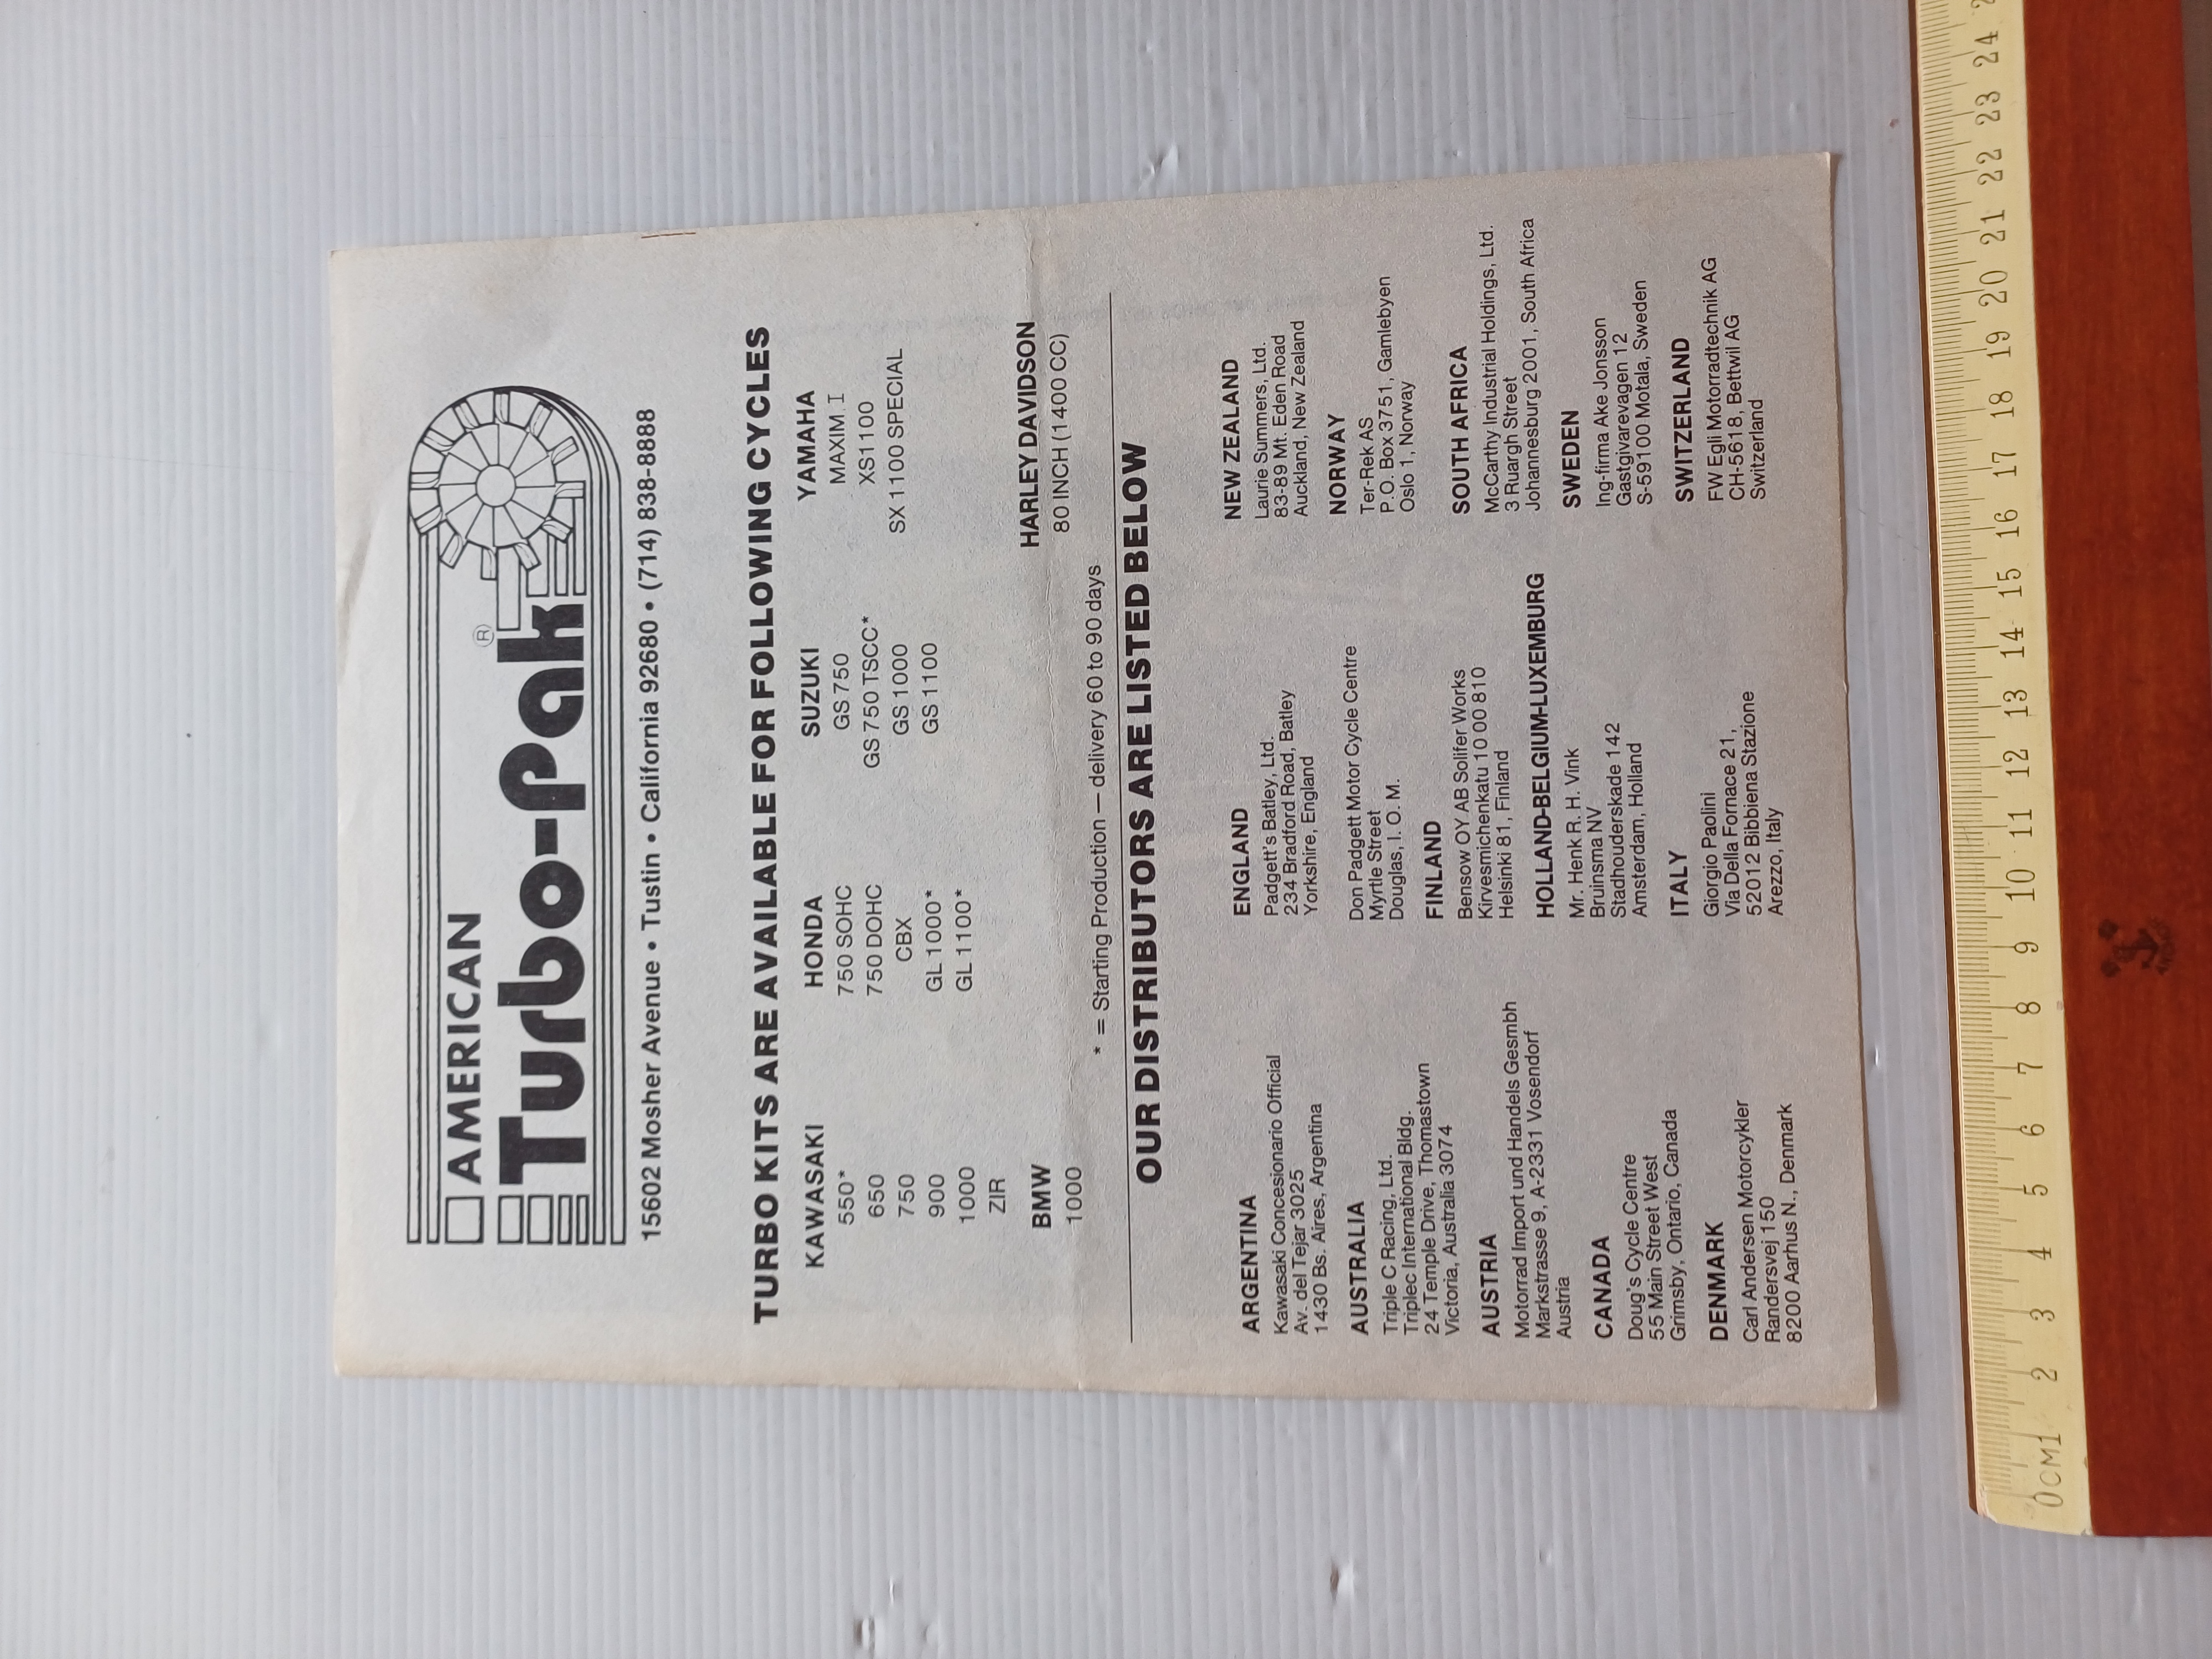 AMERICAN
Turbo-Pak®
15602 Mosher Avenue • Tustin • California 92680 • (714) 838-8888
TURBO KITS ARE AVAILABLE FOR FOLLOWING CYCLES
KAWASAKI
550*
650
750
900
1000
ZIR
BMW
1000
HONDA
750 SOHC
750 DOHC
CBX
GL 1000*
GL 1100*
SUZUKI
GS 750
GS 750 TSCC*
GS 1000
GS 1100
YAMAHA
MAXIM I
XS1100
SX 1100 SPECIAL
HARLEY DAVIDSON
80 INCH (1400 CC)
* = Starting Production — delivery 60 to 90 days
OUR DISTRIBUTORS ARE LISTED BELOW
ARGENTINA
Kawasaki Concesionario Official
Av. del Tejar 3025
1430 Bs. Aires, Argentina
AUSTRALIA
Triple C Racing, Ltd.
Triplec International Bldg.
24 Temple Drive, Thomastown
Victoria, Australia 3074
AUSTRIA
Motorrad Import und Handels Gesmbh
Markstrasse 9, A-2331 Vosendorf
Austria
CANADA
Doug's Cycle Centre
55 Main Street West
Grimsby, Ontario, Canada
DENMARK
Carl Andersen Motorcykler
Randersvej 150
8200 Aarhus N., Denmark
ENGLAND
Padgett's Batley, Ltd.
234 Bradford Road, Batley
Yorkshire, England
Don Padgett Motor Cycle Centre
Myrtle Street
Douglas, I. O. M.
FINLAND
Bensow OY AB Solifer Works
Kirvesmichenkatu 10 00 810
Helsinki 81, Finland
HOLLAND-BELGIUM-LUXEMBURG
Mr. Henk R. H. Vink
Bruinsma NV
Stadhouderskade 142
Amsterdam, Holland
ITALY
Giorgio Paolini
Via Della Fornace 21,
52012 Bibbiena Stazione
Arezzo, Italy
NEW ZEALAND
Laurie Summers, Ltd.
83-89 Mt. Eden Road
Auckland, New Zealand
NORWAY
Ter-Rek AS
P.O. Box 3751, Gamlebyen
Oslo 1, Norway
SOUTH AFRICA
McCarthy Industrial Holdings, Ltd.
3 Ruargh Street
Johannesburg 2001, South Africa
SWEDEN
Ing-firma Ake Jonsson
Gastgivarevagen 12
S-59100 Motala, Sweden
SWITZERLAND
FW Egli Motorradtechnik AG
CH-5618, Bettwil AG
Switzerland
0CM1 2 3 4 5 6 7 8 9 10 11 12 13 14 15 16 17 18 19 20 21 22 23 24